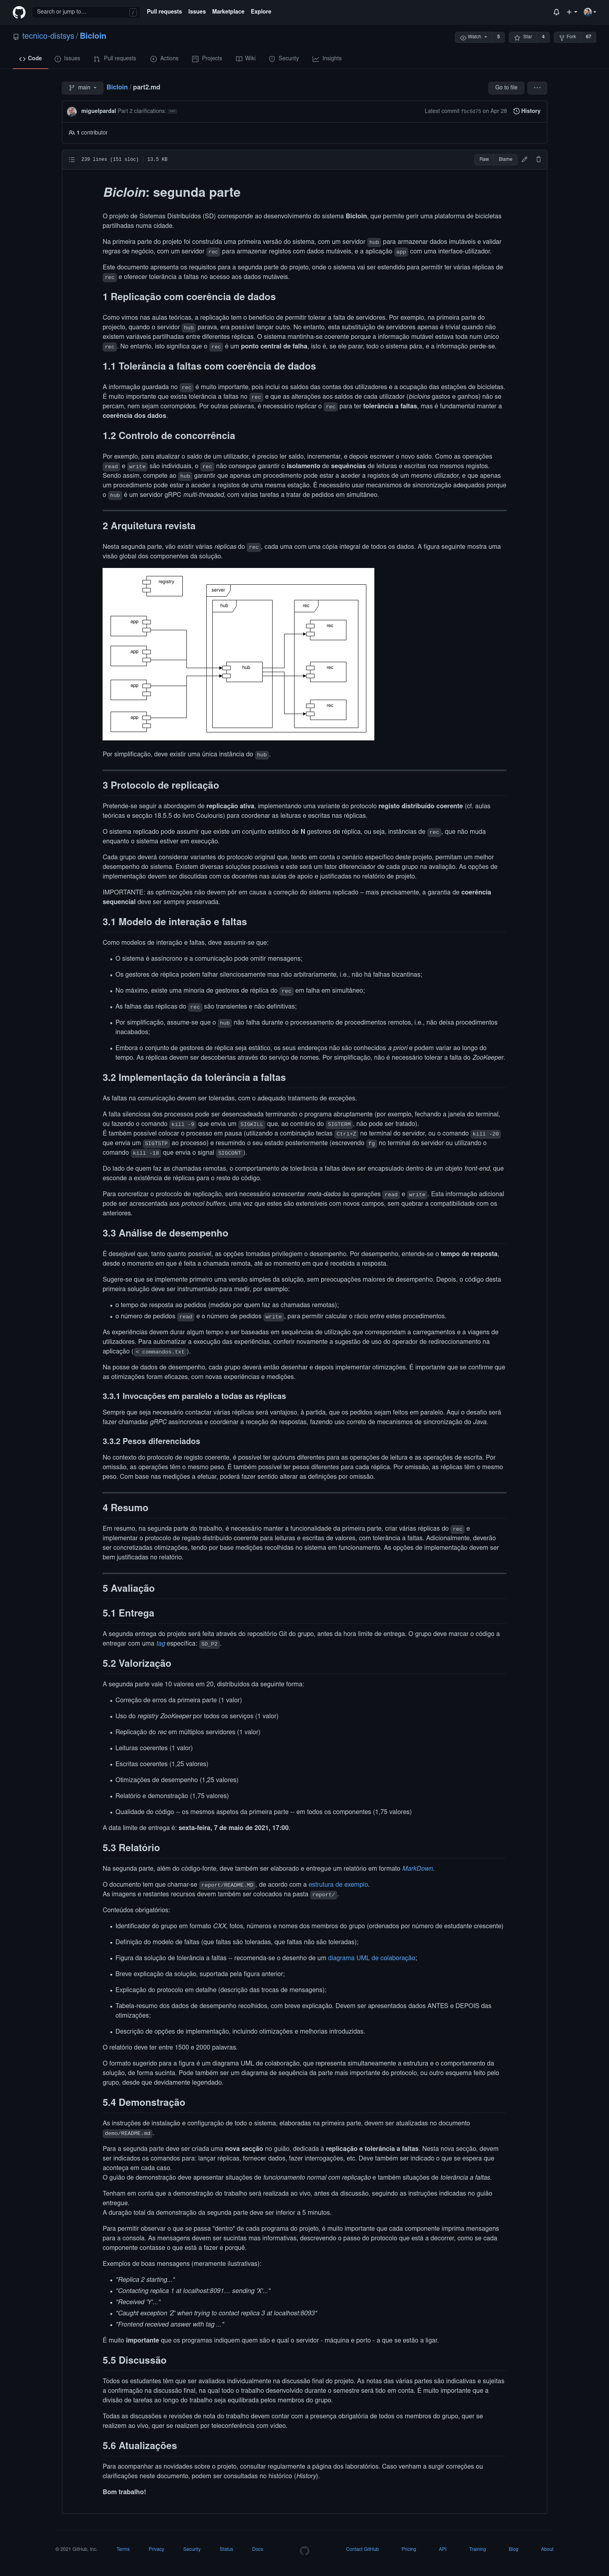 Search or jump to… /
Pull requests Issues Marketplace Explore
tecnico-distsys / Bicloin
Watch 5 Star 4 Fork 67
Code Issues Pull requests Actions Projects Wiki Security Insights
main Bicloin / part2.md
Go to file
miguelpardal Part 2 clarifications:
Latest commit on Apr 28 History
1 contributor
239 lines (151 sloc) 13.5 KB
Raw Blame
Bicloin: segunda parte
O projeto de Sistemas Distribuídos (SD) corresponde ao desenvolvimento do sistema Bicloin, que permite gerir uma plataforma de bicicletas
partilhadas numa cidade.
Na primeira parte do projeto foi construída uma primeira versão do sistema, com um servidor hub para armazenar dados imutáveis e validar
regras de negócio, com um servidor rec para armazenar registos com dados mutáveis, e a aplicação app com uma interface-utilizador.
Este documento apresenta os requisitos para a segunda parte do projeto, onde o sistema vai ser estendido para permitir ter várias réplicas de
rec e oferecer tolerância a faltas no acesso aos dados mutáveis.
1 Replicação com coerência de dados
Como vimos nas aulas teóricas, a replicação tem o benefício de permitir tolerar a falta de servidores. Por exemplo, na primeira parte do
projecto, quando o servidor hub parava, era possível lançar outro. No entanto, esta substituição de servidores apenas é trivial quando não
existem variáveis partilhadas entre diferentes réplicas. O sistema mantinha-se coerente porque a informação mutável estava toda num único
rec. No entanto, isto significa que o rec é um ponto central de falha, isto é, se ele parar, todo o sistema pára, e a informação perde-se.
1.1 Tolerância a faltas com coerência de dados
A informação guardada no rec é muito importante, pois inclui os saldos das contas dos utilizadores e a ocupação das estações de bicicletas.
É muito importante que exista tolerância a faltas no rec e que as alterações aos saldos de cada utilizador (bicloins gastos e ganhos) não se
percam, nem sejam corrompidos. Por outras palavras, é necessário replicar o rec para ter tolerância a faltas, mas é fundamental manter a
coerência dos dados.
1.2 Controlo de concorrência
Por exemplo, para atualizar o saldo de um utilizador, é preciso ler saldo, incrementar, e depois escrever o novo saldo. Como as operações
read e write são individuais, o rec não consegue garantir o isolamento de sequências de leituras e escritas nos mesmos registos.
Sendo assim, compete ao hub garantir que apenas um procedimento pode estar a aceder a registos de um mesmo utilizador, e que apenas
um procedimento pode estar a aceder a registos de uma mesma estação. É necessário usar mecanismos de sincronização adequados porque
o hub é um servidor gRPC multi-threaded, com várias tarefas a tratar de pedidos em simultâneo.
2 Arquitetura revista
Nesta segunda parte, vão existir várias réplicas do rec, cada uma com uma cópia integral de todos os dados. A figura seguinte mostra uma
visão global dos componentes da solução.
registry
server
hub rec
app
rec
app
hub rec
app
rec
app
Por simplificação, deve existir uma única instância do hub.
3 Protocolo de replicação
Pretende-se seguir a abordagem de replicação ativa, implementando uma variante do protocolo registo distribuído coerente (cf. aulas
teóricas e secção 18.5.5 do livro Coulouris) para coordenar as leituras e escritas nas réplicas.
O sistema replicado pode assumir que existe um conjunto estático de N gestores de réplica, ou seja, instâncias de rec, que não muda
enquanto o sistema estiver em execução.
Cada grupo deverá considerar variantes do protocolo original que, tendo em conta o cenário específico deste projeto, permitam um melhor
desempenho do sistema. Existem diversas soluções possíveis e este será um fator diferenciador de cada grupo na avaliação. As opções de
implementação devem ser discutidas com os docentes nas aulas de apoio e justificadas no relatório de projeto.
IMPORTANTE: as optimizações não devem pôr em causa a correção do sistema replicado – mais precisamente, a garantia de coerência
sequencial deve ser sempre preservada.
3.1 Modelo de interação e faltas
Como modelos de interação e faltas, deve assumir-se que:
• O sistema é assíncrono e a comunicação pode omitir mensagens;
• Os gestores de réplica podem falhar silenciosamente mas não arbitrariamente, i.e., não há falhas bizantinas;
• No máximo, existe uma minoria de gestores de réplica do rec em falha em simultâneo;
• As falhas das réplicas do rec são transientes e não definitivas;
• Por simplificação, assume-se que o hub não falha durante o processamento de procedimentos remotos, i.e., não deixa procedimentos
inacabados;
• Embora o conjunto de gestores de réplica seja estático, os seus endereços não são conhecidos a priori e podem variar ao longo do
tempo. As réplicas devem ser descobertas através do serviço de nomes. Por simplificação, não é necessário tolerar a falta do ZooKeeper.
3.2 Implementação da tolerância a faltas
As faltas na comunicação devem ser toleradas, com o adequado tratamento de exceções.
A falta silenciosa dos processos pode ser desencadeada terminando o programa abruptamente (por exemplo, fechando a janela do terminal,
ou fazendo o comando kill -9 que envia um SIGKILL que, ao contrário do SIGTERM, não pode ser tratado).
É também possível colocar o processo em pausa (utilizando a combinação teclas Ctrl+Z no terminal do servidor, ou o comando kill -20
que envia um SIGTSTP ao processo) e resumindo o seu estado posteriormente (escrevendo fg no terminal do servidor ou utilizando o
comando kill -18 que envia o signal SIGCONT).
Do lado de quem faz as chamadas remotas, o comportamento de tolerância a faltas deve ser encapsulado dentro de um objeto front-end, que
esconde a existência de réplicas para o resto do código.
Para concretizar o protocolo de replicação, será necessário acrescentar meta-dados às operações read e write. Esta informação adicional
pode ser acrescentada aos protocol buffers, uma vez que estes são extensíveis com novos campos, sem quebrar a compatibilidade com os
anteriores.
3.3 Análise de desempenho
É desejável que, tanto quanto possível, as opções tomadas privilegiem o desempenho. Por desempenho, entende-se o tempo de resposta,
desde o momento em que é feita a chamada remota, até ao momento em que é recebida a resposta.
Sugere-se que se implemente primeiro uma versão simples da solução, sem preocupações maiores de desempenho. Depois, o código desta
primeira solução deve ser instrumentado para medir, por exemplo:
• o tempo de resposta ao pedidos (medido por quem faz as chamadas remotas);
• o número de pedidos read e o número de pedidos write, para permitir calcular o rácio entre estes procedimentos.
As experiências devem durar algum tempo e ser baseadas em sequências de utilização que correspondam a carregamentos e a viagens de
utilizadores. Para automatizar a execução das experiências, conferir novamente a sugestão de uso do operador de redireccionamento na
aplicação ( < commandos.txt ).
Na posse de dados de desempenho, cada grupo deverá então desenhar e depois implementar otimizações. É importante que se confirme que
as otimizações foram eficazes, com novas experiências e medições.
3.3.1 Invocações em paralelo a todas as réplicas
Sempre que seja necessário contactar várias réplicas será vantajoso, à partida, que os pedidos sejam feitos em paralelo. Aqui o desafio será
fazer chamadas gRPC assíncronas e coordenar a receção de respostas, fazendo uso correto de mecanismos de sincronização do Java.
3.3.2 Pesos diferenciados
No contexto do protocolo de registo coerente, é possível ter quóruns diferentes para as operações de leitura e as operações de escrita. Por
omissão, as operações têm o mesmo peso. É também possível ter pesos diferentes para cada réplica. Por omissão, as réplicas têm o mesmo
peso. Com base nas medições a efetuar, poderá fazer sentido alterar as definições por omissão.
4 Resumo
Em resumo, na segunda parte do trabalho, é necessário manter a funcionalidade da primeira parte, criar várias réplicas do rec e
implementar o protocolo de registo distribuído coerente para leituras e escritas de valores, com tolerância a faltas. Adicionalmente, deverão
ser concretizadas otimizações, tendo por base medições recolhidas no sistema em funcionamento. As opções de implementação devem ser
bem justificadas no relatório.
5 Avaliação
5.1 Entrega
A segunda entrega do projeto será feita através do repositório Git do grupo, antes da hora limite de entrega. O grupo deve marcar o código a
entregar com uma tag específica: SD_P2.
5.2 Valorização
A segunda parte vale 10 valores em 20, distribuídos da seguinte forma:
• Correção de erros da primeira parte (1 valor)
• Uso do registry ZooKeeper por todos os serviços (1 valor)
• Replicação do rec em múltiplos servidores (1 valor)
• Leituras coerentes (1 valor)
• Escritas coerentes (1,25 valores)
• Otimizações de desempenho (1,25 valores)
• Relatório e demonstração (1,75 valores)
• Qualidade do código -- os mesmos aspetos da primeira parte -- em todos os componentes (1,75 valores)
A data limite de entrega é: sexta-feira, 7 de maio de 2021, 17:00.
5.3 Relatório
Na segunda parte, além do código-fonte, deve também ser elaborado e entregue um relatório em formato MarkDown.
O documento tem que chamar-se report/README.MD, de acordo com a estrutura de exemplo.
As imagens e restantes recursos devem também ser colocados na pasta report/.
Conteúdos obrigatórios:
• Identificador do grupo em formato CXX, fotos, números e nomes dos membros do grupo (ordenados por número de estudante crescente)
• Definição do modelo de faltas (que faltas são toleradas, que faltas não são toleradas);
• Figura da solução de tolerância a faltas -- recomenda-se o desenho de um diagrama UML de colaboração;
• Breve explicação da solução, suportada pela figura anterior;
• Explicação do protocolo em detalhe (descrição das trocas de mensagens);
• Tabela-resumo dos dados de desempenho recolhidos, com breve explicação. Devem ser apresentados dados ANTES e DEPOIS das
otimizações;
• Descrição de opções de implementação, incluindo otimizações e melhorias introduzidas.
O relatório deve ter entre 1500 e 2000 palavras.
O formato sugerido para a figura é um diagrama UML de colaboração, que representa simultaneamente a estrutura e o comportamento da
solução, de forma sucinta. Pode também ser um diagrama de sequência da parte mais importante do protocolo, ou outro esquema feito pelo
grupo, desde que devidamente legendado.
5.4 Demonstração
As instruções de instalação e configuração de todo o sistema, elaboradas na primeira parte, devem ser atualizadas no documento
demo/README.md.
Para a segunda parte deve ser criada uma nova secção no guião, dedicada à replicação e tolerância a faltas. Nesta nova secção, devem
ser indicados os comandos para: lançar réplicas, fornecer dados, fazer interrogações, etc. Deve também ser indicado o que se espera que
aconteça em cada caso.
O guião de demonstração deve apresentar situações de funcionamento normal com replicação e também situações de tolerância a faltas.
Tenham em conta que a demonstração do trabalho será realizada ao vivo, antes da discussão, seguindo as instruções indicadas no guião
entregue.
A duração total da demonstração da segunda parte deve ser inferior a 5 minutos.
Para permitir observar o que se passa "dentro" de cada programa do projeto, é muito importante que cada componente imprima mensagens
para a consola. As mensagens devem ser sucintas mas informativas, descrevendo o passo do protocolo que está a decorrer, como se cada
componente contasse o que está a fazer e porquê.
Exemplos de boas mensagens (meramente ilustrativas):
• "Replica 2 starting..."
• "Contacting replica 1 at localhost:8091... sending 'X'..."
• "Received 'Y'..."
• "Caught exception 'Z' when trying to contact replica 3 at localhost:8093"
• "Frontend received answer with tag ..."
É muito importante que os programas indiquem quem são e qual o servidor - máquina e porto - a que se estão a ligar.
5.5 Discussão
Todos os estudantes têm que ser avaliados individualmente na discussão final do projeto. As notas das várias partes são indicativas e sujeitas
a confirmação na discussão final, na qual todo o trabalho desenvolvido durante o semestre será tido em conta. É muito importante que a
divisão de tarefas ao longo do trabalho seja equilibrada pelos membros do grupo.
Todas as discussões e revisões de nota do trabalho devem contar com a presença obrigatória de todos os membros do grupo, quer se
realizem ao vivo, quer se realizem por teleconferência com vídeo.
5.6 Atualizações
Para acompanhar as novidades sobre o projeto, consultar regularmente a página dos laboratórios. Caso venham a surgir correções ou
clarificações neste documento, podem ser consultadas no histórico (History).
Bom trabalho!
© 2021 GitHub, Inc. Terms Privacy Security Status Docs Contact GitHub Pricing API Training Blog About